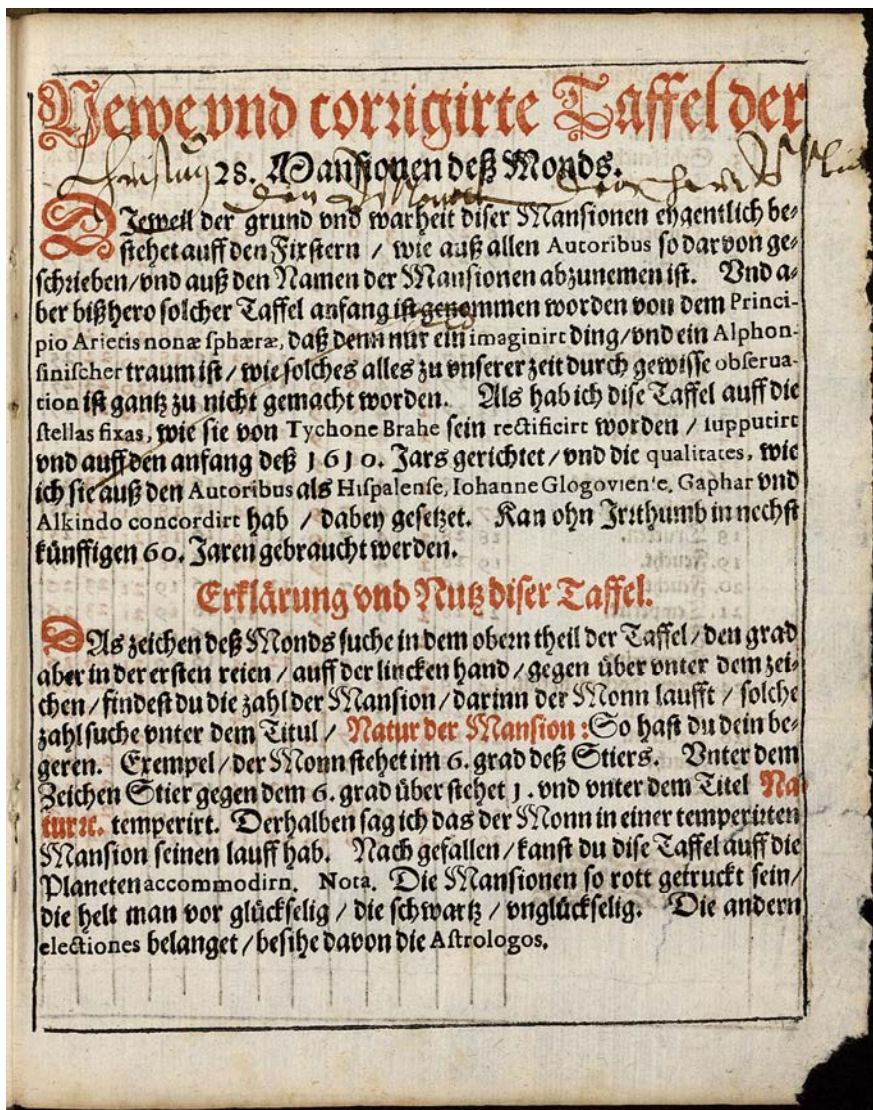 Newe vnd corrigirte Taffel der
28. Mansionen deß Monds.
DJeweil der grund vnd warheit diser Mansionen eygentlich be⸗
stehet auff den Fixstern / wie auß allen Autoribus so darvon ge⸗
schrieben/vnd auß den Namen der Mansionen abzunemen ist. Vnd a⸗
ber bißhero solcher Taffel anfang ist genommen worden von dem Princi-
pio Arietis nonæ sphæræ, daß denn nur ein imaginirt ding/vnd ein Alphon-
sinischer traum ist / wie solches alles zu vnserer zeit durch gewisse obserua-
tion ist gantz zu nicht gemacht worden. Als hab ich dise Taffel auff die
stellas fixas, wie sie von Tychone Brahe sein rectificirt worden / supputirt
vnd auff den anfang deß 1610. Jars gerichtet/vnd die qualitates, wie
ich sie auß den Autoribus als Hispalense, Iohanne Glogoviense, Gaphar vnd
Alkindo concordirt hab / dabey gesetzet. Kan ohn Jrrthumb in nechst
künffigen 60. Jaren gebraucht werden.
Erklärung vnd Nutz diser Taffel.
DAs zeichen deß Monds suche in dem obern theil der Taffel/den grad
aber in der ersten reien / auff der lincken hand / gegen über vnter dem zei⸗
chen/findest du die zahl der Mansion/darinn der Monn laufft / solche
zahl suche vnter dem Titul / Natur der Mansion: So hast du dein be⸗
geren. Exempel/der Monn stehet im 6. grad deß Stiers. Vnter dem
Zeichen Stier gegen dem 6. grad über stehet 1. vnd vnter dem Titel Na
tur ꝛc. temperirt. Derhalben sag ich das der Monn in einer temperirten
Mansion seinen lauff hab. Nach gefallen/kanst du dise Taffel auff die
Planeten accommodirn. Nota. Die Mansionen so rott getruckt sein/
die helt man vor glückselig / die schwartz / vnglückselig. Die andern
electiones belanget/besihe davon die Astrologos.